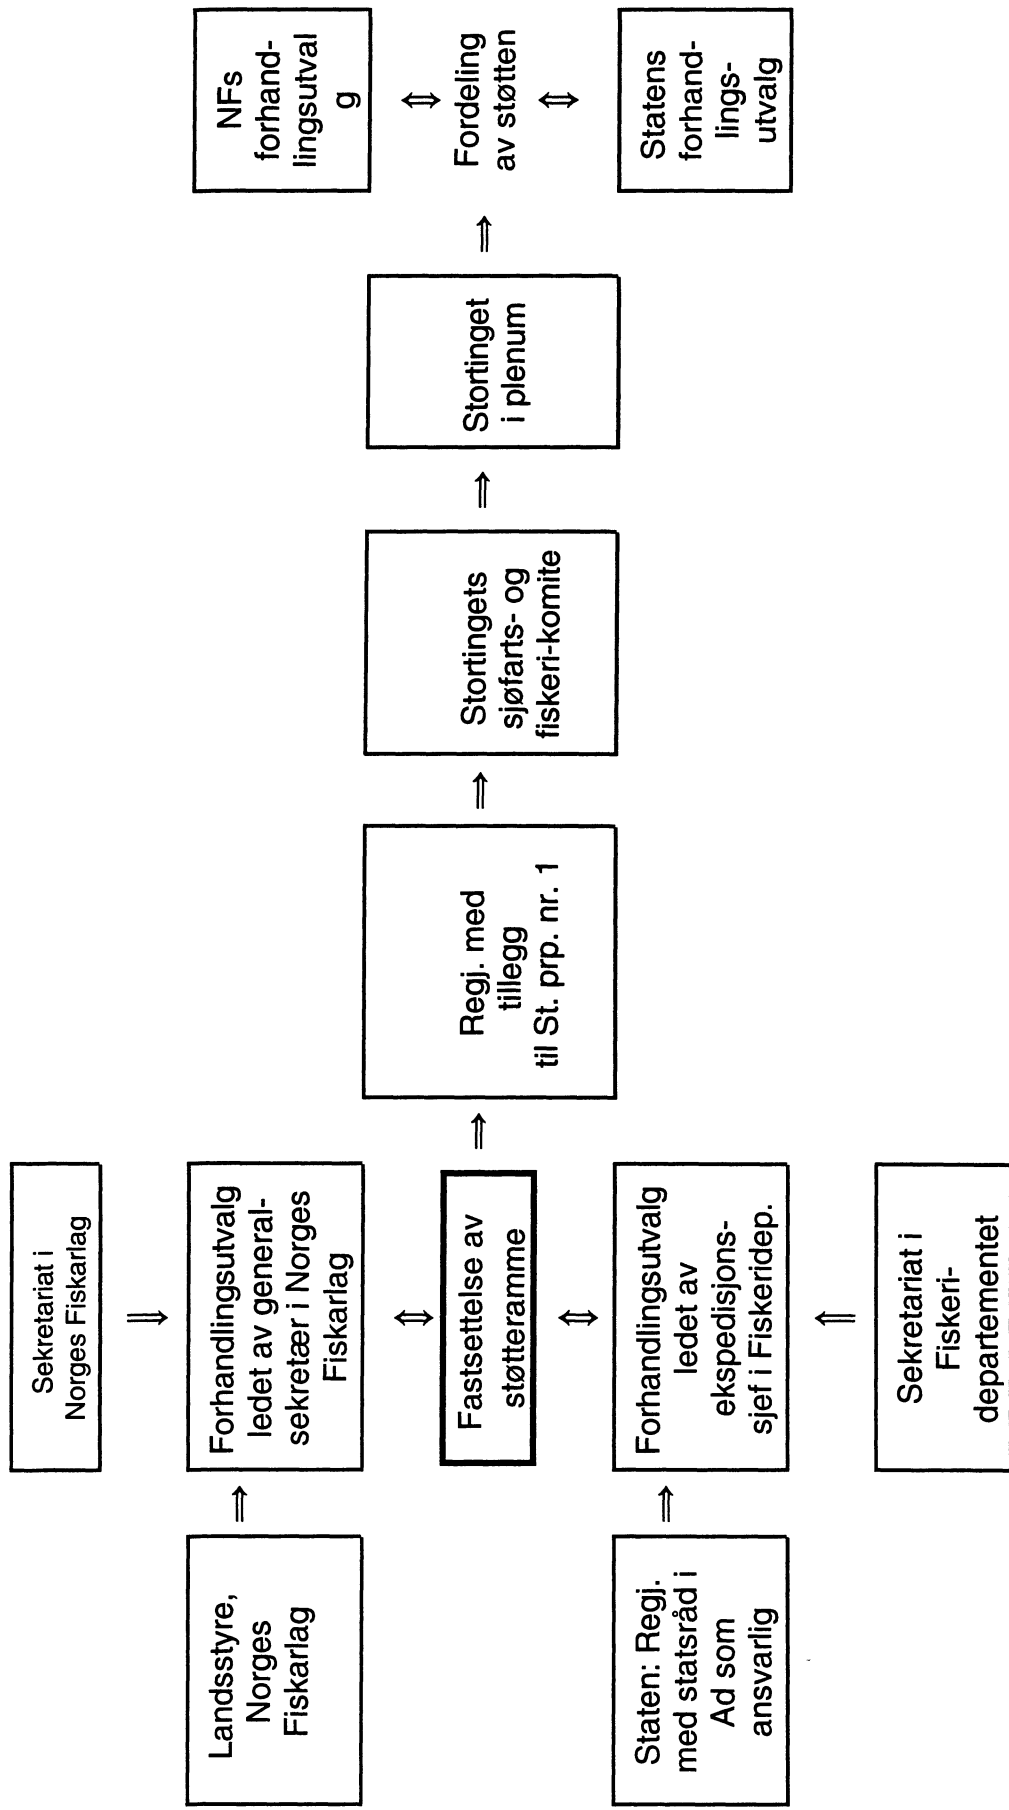 Sekretariat i
Norges Fiskarlag
Landsstyre,
Norges
Fiskarlag
Forhandlingsutvalg
ledet av general-
sekretær i Norges
Fiskarlag
Fastsettelse av
støtteramme
Staten: Regj.
med statsråd i
Ad som
ansvarlig
Forhandlingsutvalg
ledet av
ekspedisjons-
sjef i Fiskeridep.
Sekretariat i
Fiskeri-
departementet
Regj. med
tillegg
til St. prp. nr. 1
Stortingets
sjøfarts- og
fiskeri-komite
Stortinget
i plenum
NFs
forhand-
lingsutval
g
Fordeling
av støtten
Statens
forhand-
lings-
utvalg